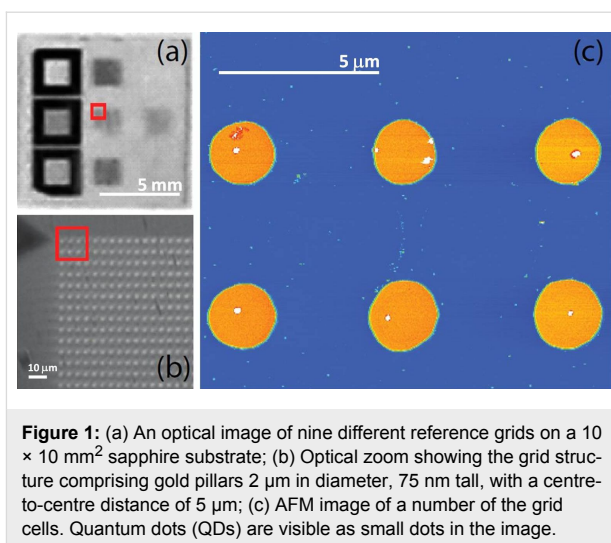 (a)
5 mm
10 µm
(b)
5 µm
(c)
Figure 1: (a) An optical image of nine different reference grids on a 10
× 10 mm² sapphire substrate; (b) Optical zoom showing the grid struc-
ture comprising gold pillars 2 µm in diameter, 75 nm tall, with a centre-
to-centre distance of 5 µm; (c) AFM image of a number of the grid
cells. Quantum dots (QDs) are visible as small dots in the image.